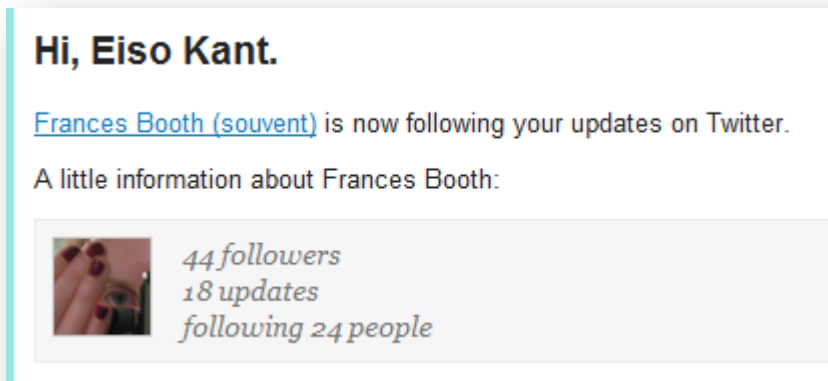 Hi, Eiso Kant.
Frances Booth (souvent) is now following your updates on Twitter.
A little information about Frances Booth:
44 followers
18 updates
following 24 people